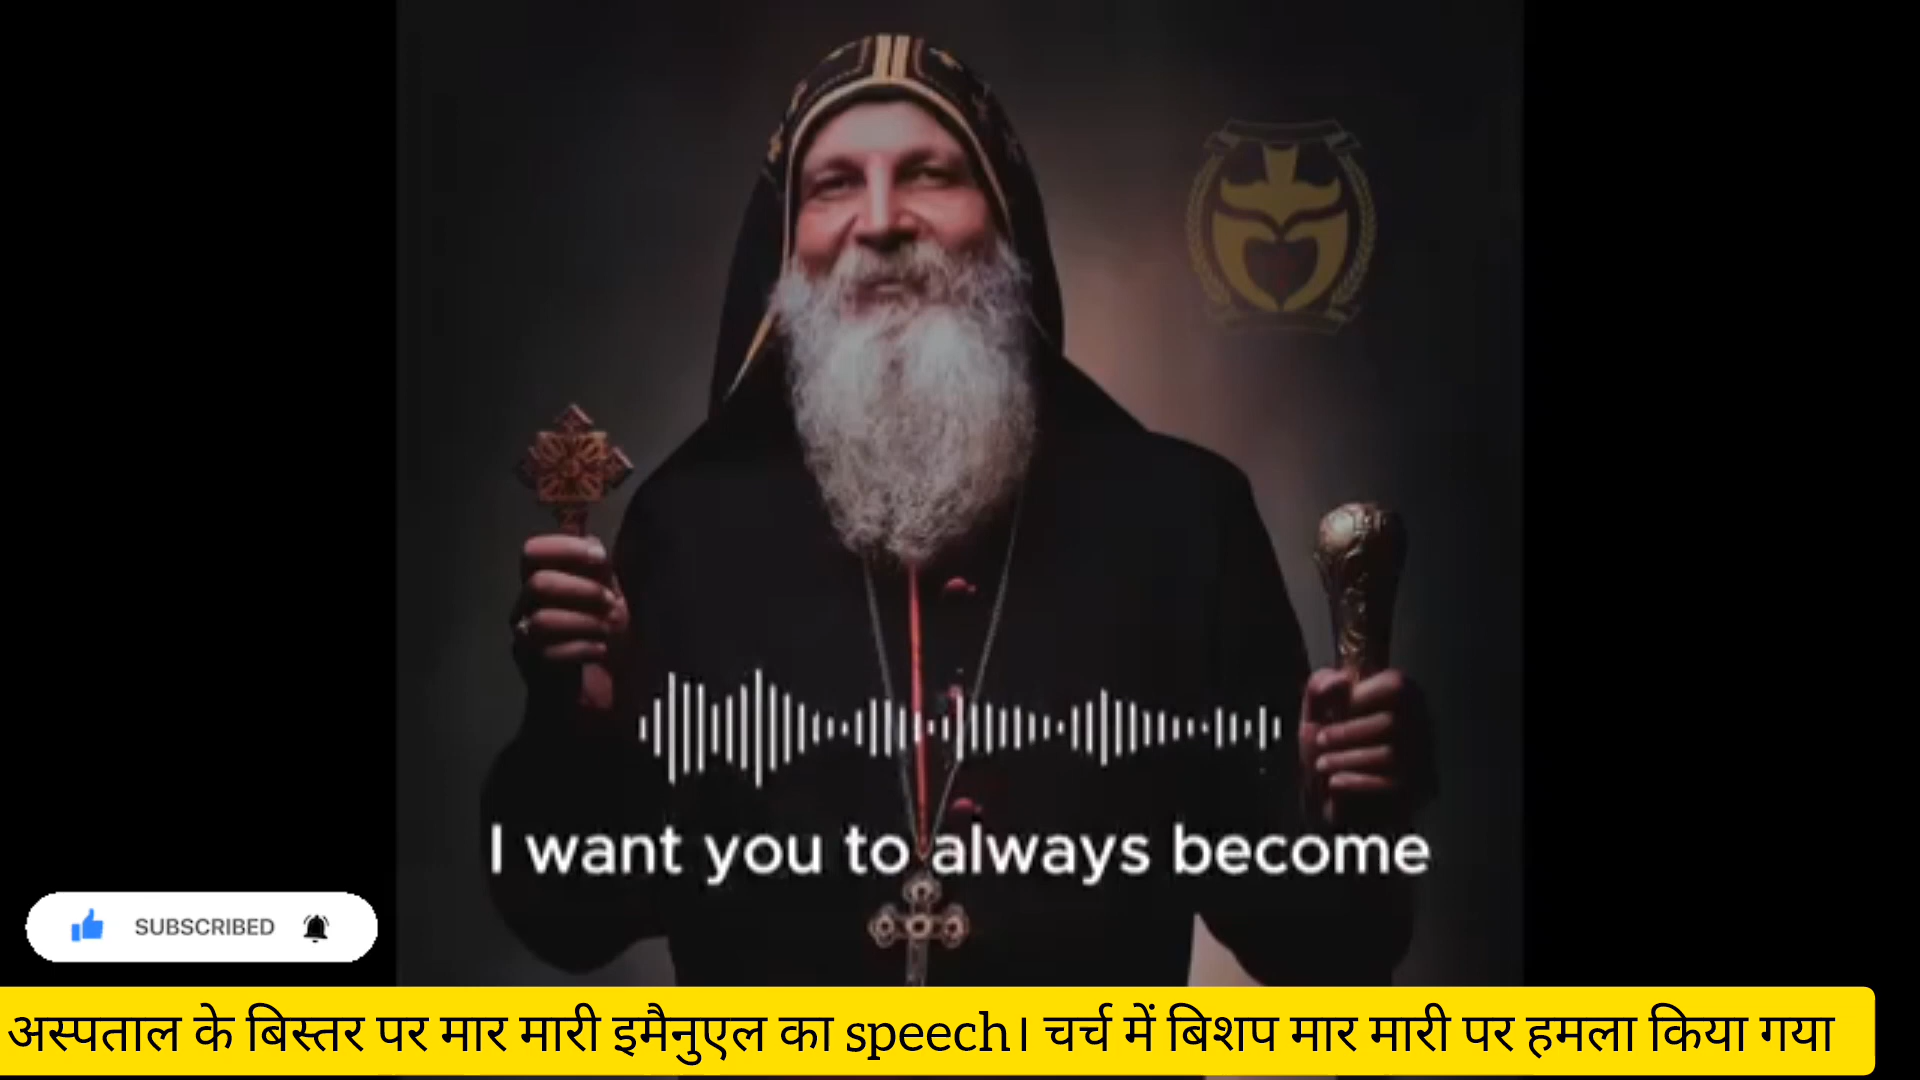 I want you to always become
SUBSCRIBED
अस्पताल के बिस्तर पर मार मारी इमैनुएल का speech। चर्च में बिशप मार मारी पर हमला किया गया